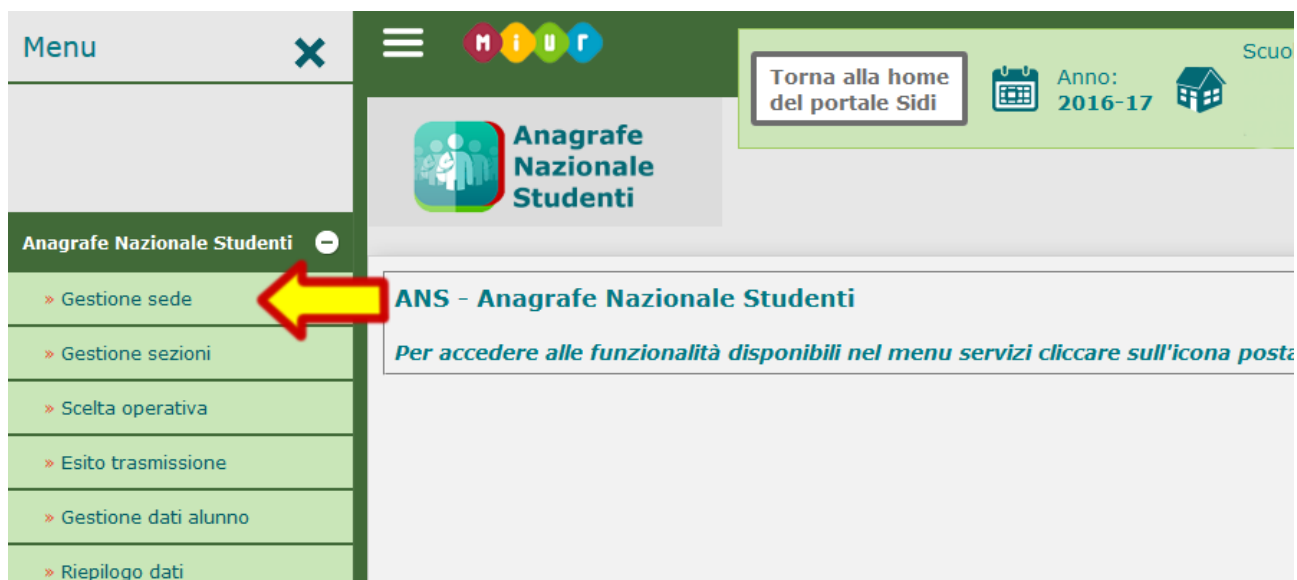 Menu
Anagrafe Nazionale Studenti
» Gestione sede
» Gestione sezioni
» Scelta operativa
» Esito trasmissione
» Gestione dati alunno
» Riepilogo dati
MIUr
Torna alla home
del portale Sidi
Anno:
2016-17
Anagrafe
Nazionale
Studenti
ANS - Anagrafe Nazionale Studenti
Per accedere alle funzionalità disponibili nel menu servizi cliccare sull'icona